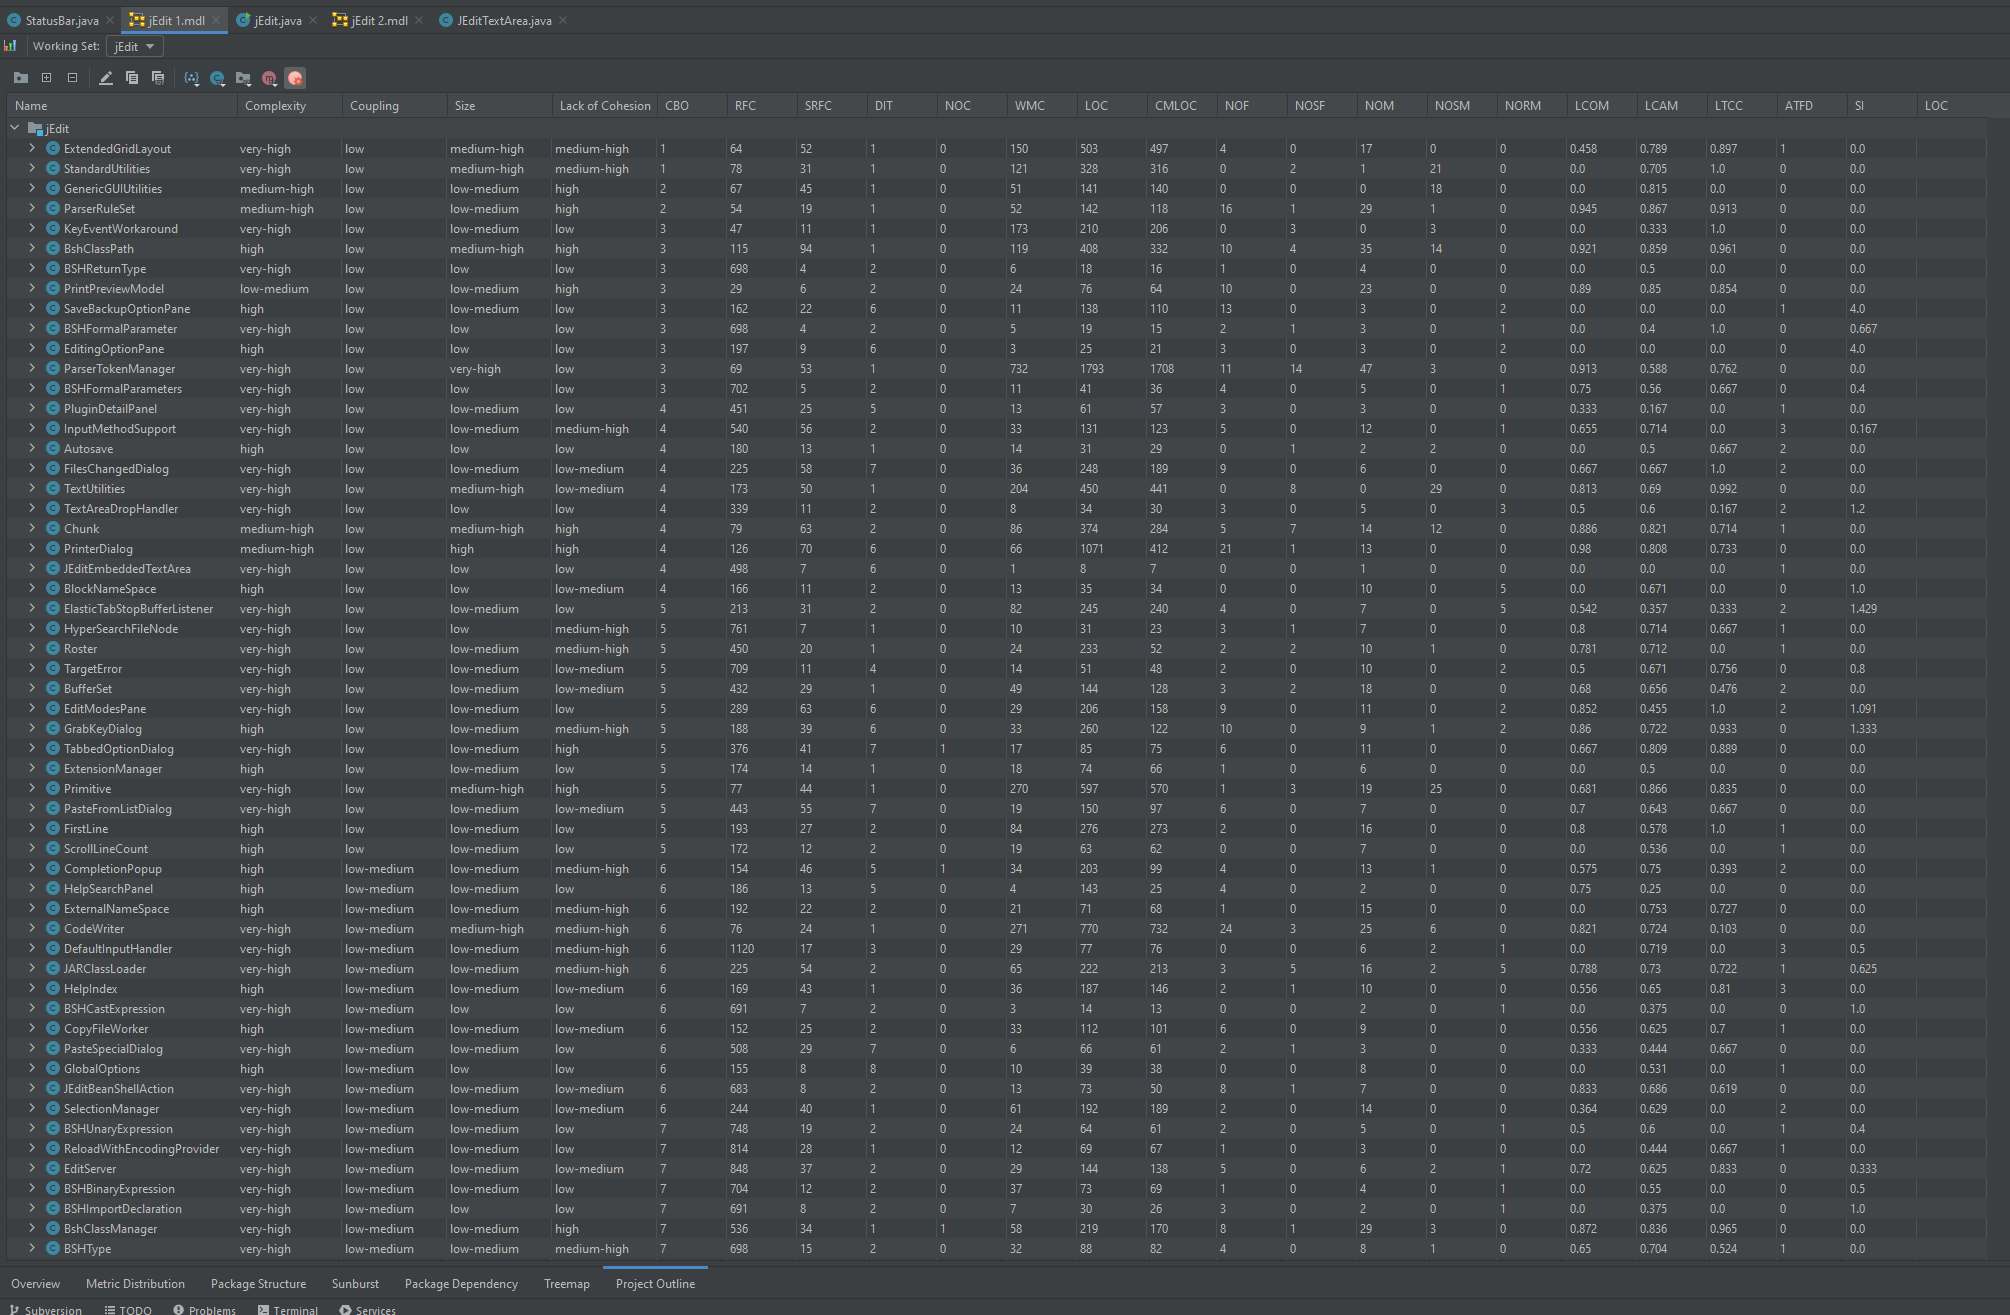 StatusBar.java jEdit 1.mdl jEdit.java jEdit 2.mdl JEditTextArea.java
Working Set: jEdit
Name Complexity Coupling Size Lack of Cohesion CBO RFC SRFC DIT NOC WMC LOC CMLOC NOF NOSF NOM NOSM NORM LCOM LCAM LTCC ATFD SI LOC
jEdit
ExtendedGridLayout very-high low medium-high medium-high 1 64 52 1 0 150 503 497 4 0 17 0 0 0.458 0.789 0.897 1 0.0
StandardUtilities very-high low medium-high medium-high 1 78 31 1 0 121 328 316 0 2 1 21 0 0.0 0.705 1.0 0 0.0
GenericGUIUtilities medium-high low low-medium high 2 67 45 1 0 51 141 140 0 0 0 18 0 0.0 0.815 0.0 0 0.0
ParserRuleSet medium-high low low-medium high 2 54 19 1 0 52 142 118 16 1 29 1 0 0.945 0.867 0.913 0 0.0
KeyEventWorkaround very-high low low-medium low 3 47 11 1 0 173 210 206 0 3 0 3 0 0.0 0.333 1.0 0 0.0
BshClassPath high low medium-high high 3 115 94 1 0 119 408 332 10 4 35 14 0 0.921 0.859 0.961 0 0.0
BSHReturnType very-high low low low 3 698 4 2 0 6 18 16 1 0 4 0 0 0.0 0.5 0.0 0 0.0
PrintPreviewModel low-medium low low-medium high 3 29 6 2 0 24 76 64 10 0 23 0 0 0.89 0.85 0.854 0 0.0
SaveBackupOptionPane high low low-medium low 3 162 22 6 0 11 138 110 13 0 3 0 2 0.0 0.0 0.0 1 4.0
BSHFormalParameter very-high low low low 3 698 4 2 0 5 19 15 2 1 3 0 1 0.0 0.4 1.0 0 0.667
EditingOptionPane high low low low 3 197 9 6 0 3 25 21 3 0 3 0 2 0.0 0.0 0.0 0 4.0
ParserTokenManager very-high low very-high low 3 69 53 1 0 732 1793 1708 11 14 47 3 0 0.913 0.588 0.762 0 0.0
BSHFormalParameters very-high low low low 3 702 5 2 0 11 41 36 4 0 5 0 1 0.75 0.56 0.667 0 0.4
PluginDetailPanel very-high low low-medium low 4 451 25 5 0 13 61 57 3 0 3 0 0 0.333 0.167 0.0 1 0.0
InputMethodSupport very-high low low-medium medium-high 4 540 56 2 0 33 131 123 5 0 12 0 1 0.655 0.714 0.0 3 0.167
Autosave high low low low 4 180 13 1 0 14 31 29 0 1 2 2 0 0.0 0.5 0.667 2 0.0
FilesChangedDialog very-high low low-medium low-medium 4 225 58 7 0 36 248 189 9 0 6 0 0 0.667 0.667 1.0 2 0.0
TextUtilities very-high low medium-high low-medium 4 173 50 1 0 204 450 441 0 8 0 29 0 0.813 0.69 0.992 0 0.0
TextAreaDropHandler very-high low low low 4 339 11 2 0 8 34 30 3 0 5 0 3 0.5 0.6 0.167 2 1.2
Chunk medium-high low medium-high high 4 79 63 2 0 86 374 284 5 7 14 12 0 0.886 0.821 0.714 1 0.0
PrinterDialog medium-high low high high 4 126 70 6 0 66 1071 412 21 1 13 0 0 0.98 0.808 0.733 0 0.0
JEditEmbeddedTextArea very-high low low low 4 498 7 6 0 1 8 7 0 0 1 0 0 0.0 0.0 0.0 1 0.0
BlockNameSpace high low low low-medium 4 166 11 2 0 13 35 34 0 0 10 0 5 0.0 0.671 0.0 0 1.0
ElasticTabStopBufferListener very-high low low-medium low 5 213 31 2 0 82 245 240 4 0 7 0 5 0.542 0.357 0.333 2 1.429
HyperSearchFileNode very-high low low medium-high 5 761 7 1 0 10 31 23 3 1 7 0 0 0.8 0.714 0.667 1 0.0
Roster very-high low low-medium medium-high 5 450 20 1 0 24 233 52 2 2 10 1 0 0.781 0.712 0.0 1 0.0
TargetError very-high low low-medium low-medium 5 709 11 4 0 14 51 48 2 0 10 0 2 0.5 0.671 0.756 0 0.8
BufferSet very-high low low-medium low-medium 5 432 29 1 0 49 144 128 3 2 18 0 0 0.68 0.656 0.476 2 0.0
EditModesPane very-high low low-medium low 5 289 63 6 0 29 206 158 9 0 11 0 2 0.852 0.455 1.0 2 1.091
GrabKeyDialog high low low-medium medium-high 5 188 39 6 0 33 260 122 10 0 9 1 2 0.86 0.722 0.933 0 1.333
TabbedOptionDialog very-high low low-medium high 5 376 41 7 1 17 85 75 6 0 11 0 0 0.667 0.809 0.889 0 0.0
ExtensionManager high low low-medium low 5 174 14 1 0 18 74 66 1 0 6 0 0 0.0 0.5 0.0 1 0.0
Primitive very-high low medium-high high 5 77 44 1 0 270 597 570 1 3 19 25 0 0.681 0.866 0.835 0 0.0
PasteFromListDialog very-high low low-medium low-medium 5 443 55 7 0 19 150 97 6 0 7 0 0 0.7 0.643 0.667 0 0.0
FirstLine high low low-medium low 5 193 27 2 0 84 276 273 2 0 16 0 0 0.8 0.578 1.0 1 0.0
ScrollLineCount high low low-medium low 5 172 12 2 0 19 63 62 0 0 7 0 0 0.0 0.536 0.0 1 0.0
CompletionPopup high low-medium low-medium medium-high 6 154 46 5 1 34 203 99 4 0 13 1 0 0.575 0.75 0.393 2 0.0
HelpSearchPanel high low-medium low-medium low 6 186 13 5 0 4 143 25 4 0 2 0 0 0.75 0.25 0.0 0 0.0
ExternalNameSpace high low-medium low-medium medium-high 6 192 22 2 0 21 71 68 1 0 15 0 0 0.0 0.753 0.727 0 0.0
CodeWriter very-high low-medium medium-high medium-high 6 76 24 1 0 271 770 732 24 3 25 6 0 0.821 0.724 0.103 0 0.0
DefaultInputHandler very-high low-medium low-medium medium-high 6 1120 17 3 0 29 77 76 0 0 6 2 1 0.0 0.719 0.0 3 0.5
JARClassLoader very-high low-medium low-medium medium-high 6 225 54 2 0 65 222 213 3 5 16 2 5 0.788 0.73 0.722 1 0.625
HelpIndex high low-medium low-medium low-medium 6 169 43 1 0 36 187 146 2 1 10 0 0 0.556 0.65 0.81 3 0.0
BSHCastExpression very-high low-medium low low-medium 6 691 7 2 0 3 14 13 0 0 2 0 1 0.0 0.375 0.0 0 1.0
CopyFileWorker high low-medium low-medium low-medium 6 152 25 2 0 33 112 101 6 0 9 0 0 0.556 0.625 0.7 1 0.0
PasteSpecialDialog very-high low-medium low-medium low 6 508 29 7 0 6 66 61 2 1 3 0 0 0.333 0.444 0.667 0 0.0
GlobalOptions high low-medium low low 6 155 8 8 0 10 39 38 0 0 8 0 0 0.0 0.531 0.0 1 0.0
JEditBeanShellAction very-high low-medium low-medium low-medium 6 683 8 2 0 13 73 50 8 1 7 0 0 0.833 0.686 0.619 0 0.0
SelectionManager very-high low-medium low-medium low-medium 6 244 40 1 0 61 192 189 2 0 14 0 0 0.364 0.629 0.0 2 0.0
BSHUnaryExpression very-high low-medium low-medium low 7 748 19 2 0 24 64 61 2 0 5 0 1 0.5 0.6 0.0 1 0.4
ReloadWithEncodingProvider very-high low-medium low-medium low 7 814 28 1 0 12 69 67 1 0 3 0 0 0.0 0.444 0.667 1 0.0
EditServer very-high low-medium low-medium low-medium 7 848 37 2 0 29 144 138 5 0 6 2 1 0.72 0.625 0.833 0 0.333
BSHBinaryExpression very-high low-medium low-medium low 7 704 12 2 0 37 73 69 1 0 4 0 1 0.0 0.55 0.0 0 0.5
BSHImportDeclaration very-high low-medium low low 7 691 8 2 0 7 30 26 3 0 2 0 1 0.0 0.375 0.0 0 1.0
BshClassManager very-high low-medium low-medium high 7 536 34 1 1 58 219 170 8 1 29 3 0 0.872 0.836 0.965 0 0.0
BSHType very-high low-medium low-medium medium-high 7 698 15 2 0 32 88 82 4 0 8 1 0 0.65 0.704 0.524 1 0.0
Overview Metric Distribution Package Structure Sunburst Package Dependency Treemap Project Outline
Subversion TODO Problems Terminal Services